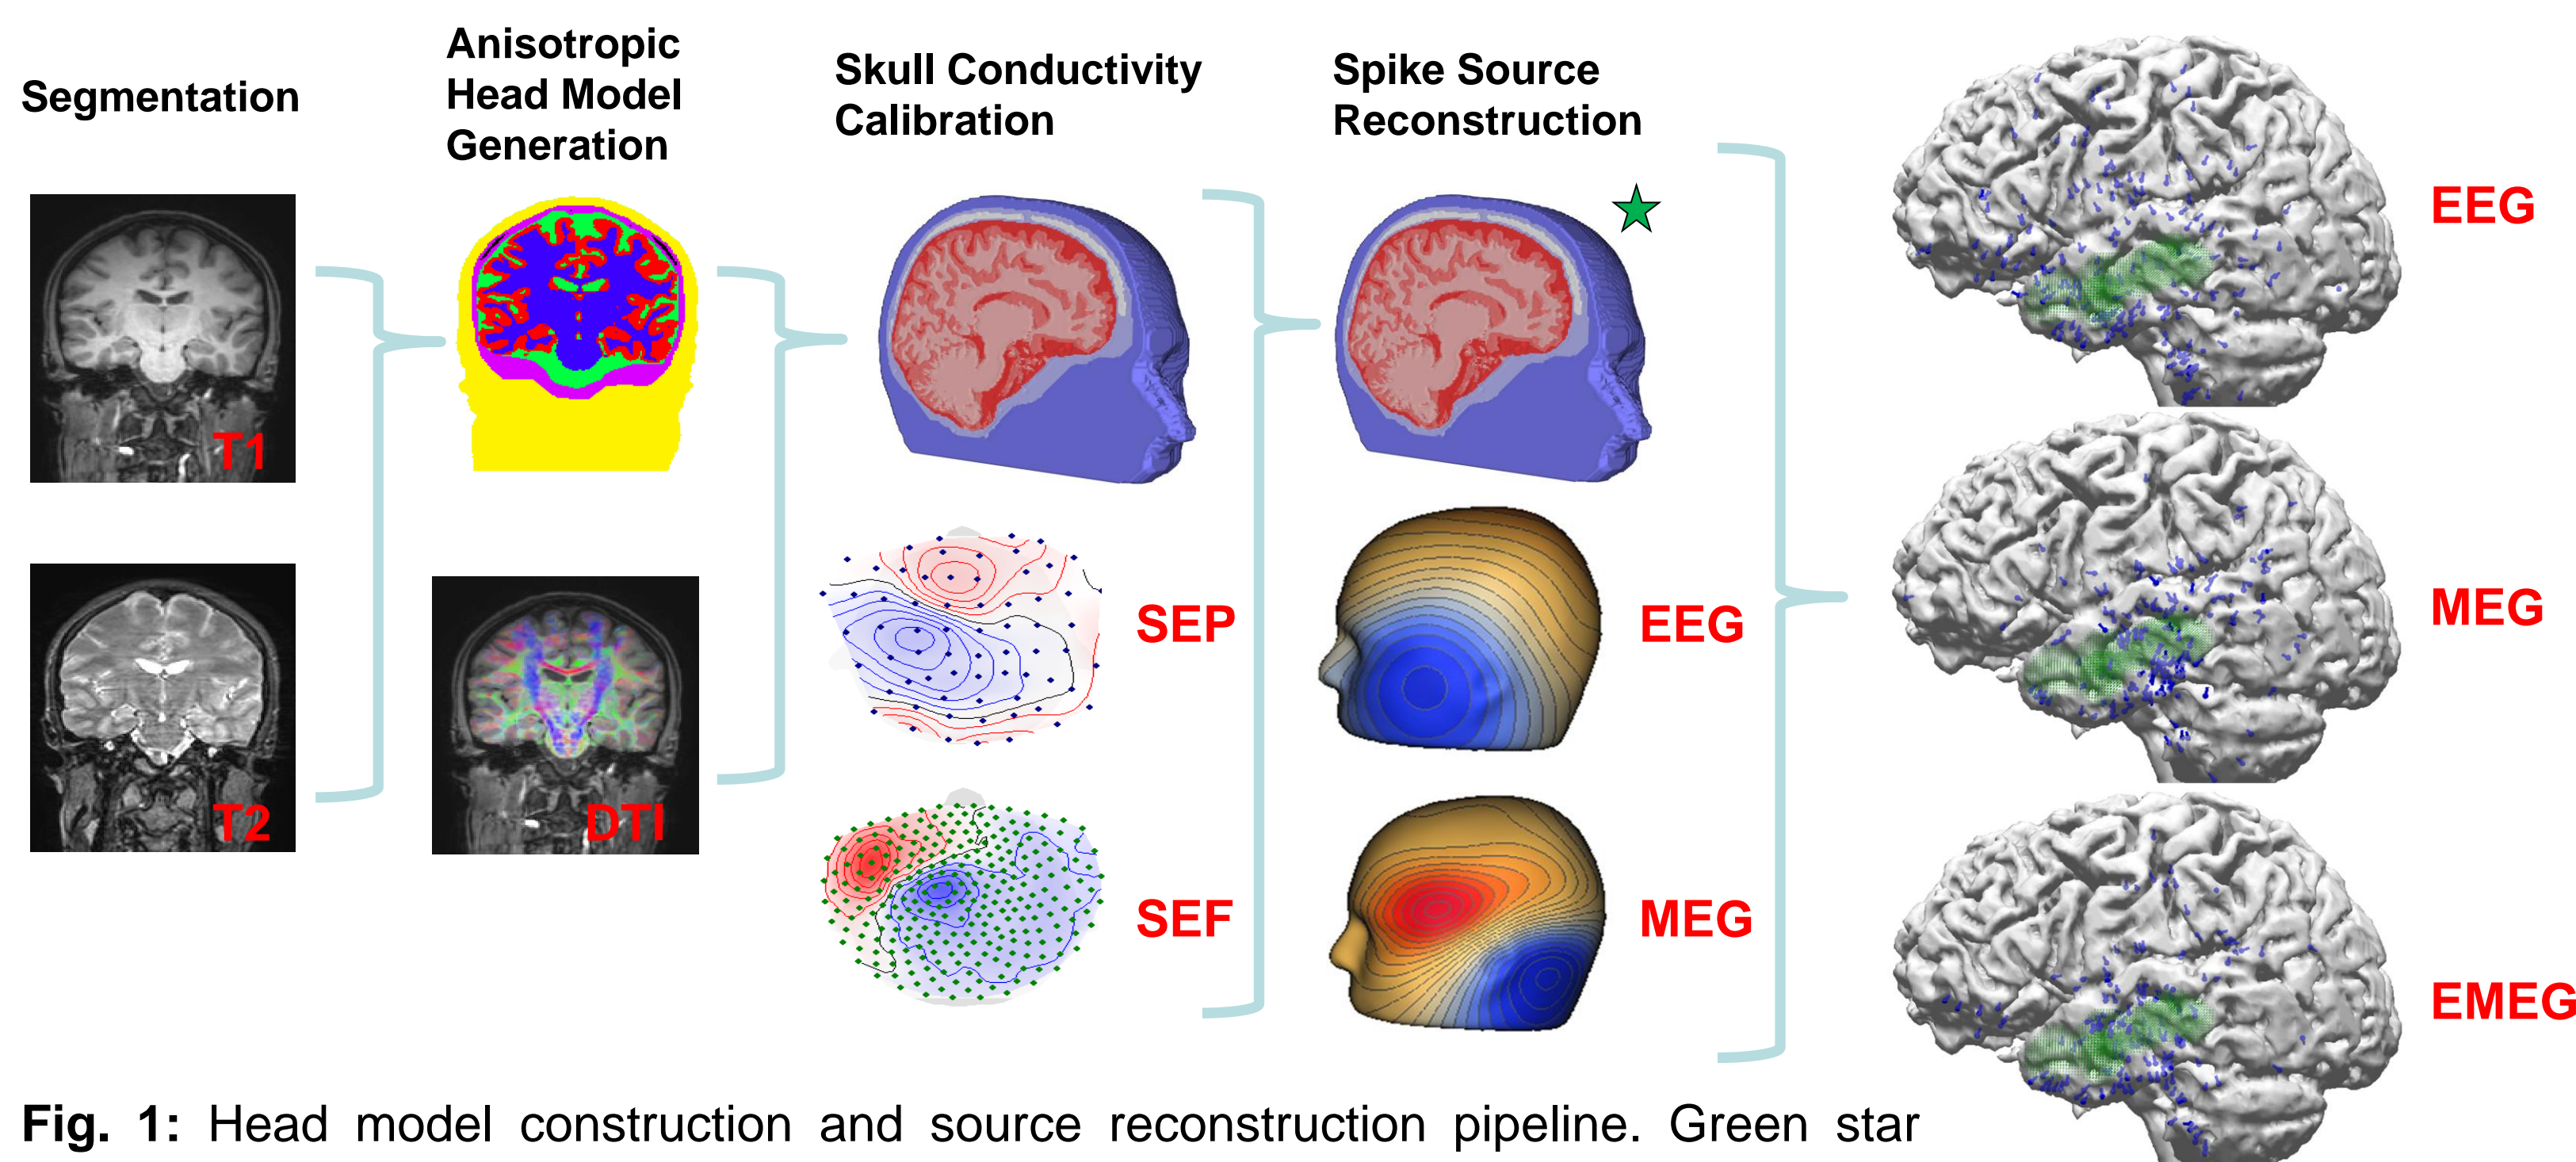 Segmentation
Anisotropic
Head Model
Generation
Skull Conductivity
Calibration
Spike Source
Reconstruction
T1
T2
DTI
SEP
SEF
EEG
MEG
EEG
MEG
EMEG
Fig. 1: Head model construction and source reconstruction pipeline. Green star